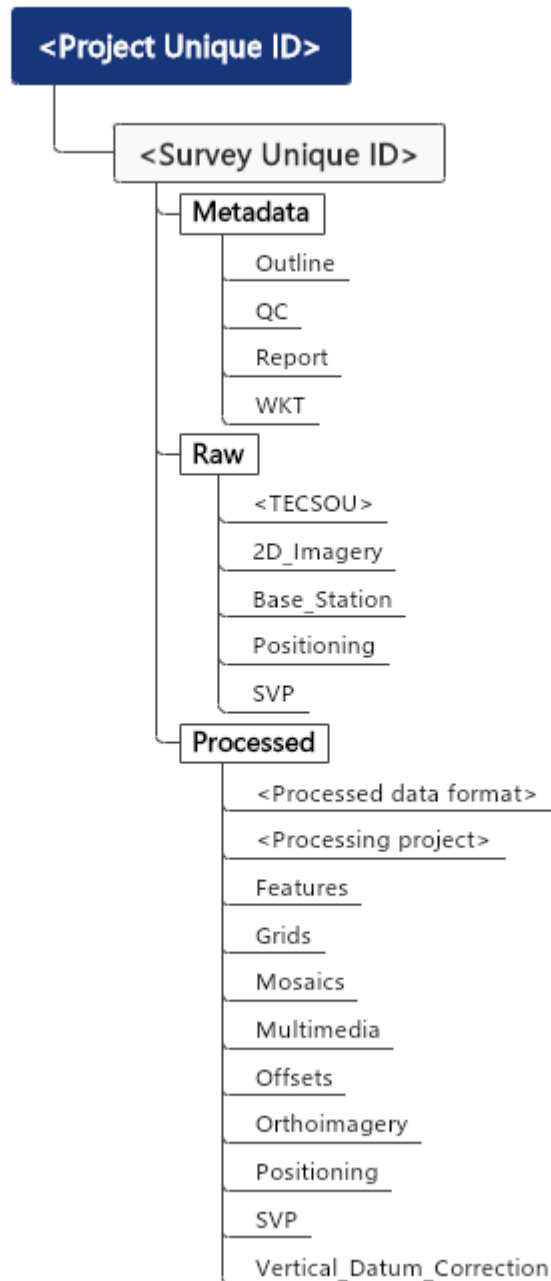 <Project Unique ID>
<Survey Unique ID>
Metadata
Outline
QC
Report
WKT
Raw
<TECSOU>
2D_Imagery
Base_Station
Positioning
SVP
Processed
<Processed data format>
<Processing project>
Features
Grids
Mosaics
Multimedia
Offsets
Orthoimagery
Positioning
SVP
Vertical_Datum_Correction